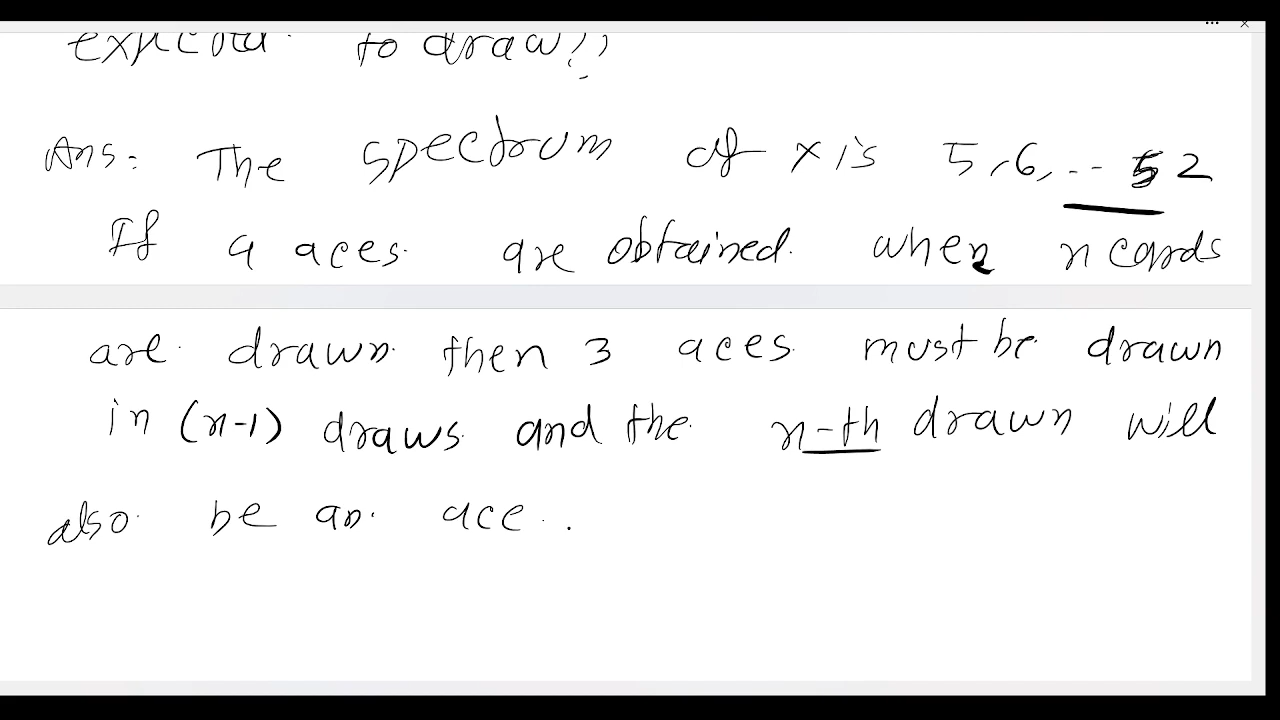 to draw??
Ans: The spectrum of x is 5,6,-- 52
If 4 aces are obtained when n cards
are drawn then 3 aces must be drawn
in (n-1) draws and the n-th drawn will
also be an ace.